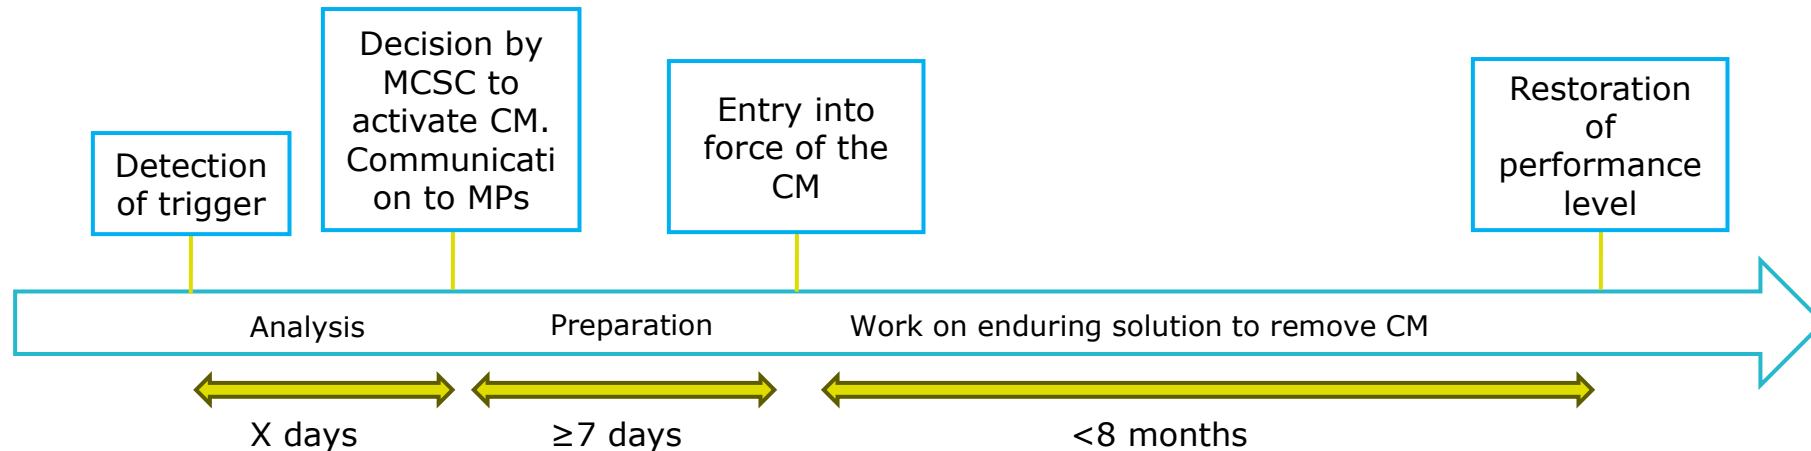 Detection
of trigger
Decision by
MCSC to
activate CM.
Communicati
on to MPs
Entry into
force of the
CM
Restoration
of
performance
level
Analysis
Preparation
Work on enduring solution to remove CM
X days
≥7 days
<8 months